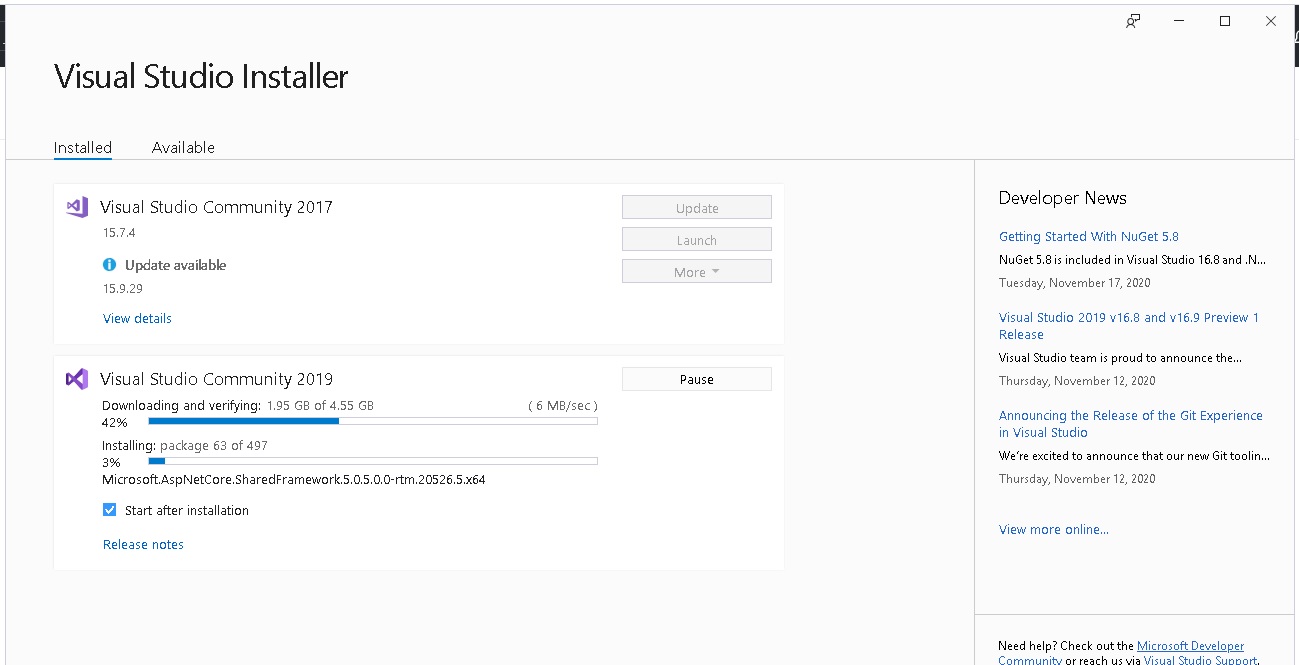 Visual Studio Installer
Installed
Available
Visual Studio Community 2017
15.7.4
Update available
15.9.29
View details
Update
Launch
More
Visual Studio Community 2019
Downloading and verifying: 1.95 GB of 4.55 GB
( 6 MB/sec )
42%
Installing: package 63 of 497
3%
Microsoft.AspNetCore.SharedFramework.5.0.5.0.0-rtm.20526.5.x64
Start after installation
Release notes
Pause
Developer News
Getting Started With NuGet 5.8
NuGet 5.8 is included in Visual Studio 16.8 and .N...
Tuesday, November 17, 2020
Visual Studio 2019 v16.8 and v16.9 Preview 1
Release
Visual Studio team is proud to announce the...
Thursday, November 12, 2020
Announcing the Release of the Git Experience
in Visual Studio
We're excited to announce that our new Git toolin...
Thursday, November 12, 2020
View more online...
Need help? Check out the Microsoft Developer
Community or reach us via Visual Studio Support.